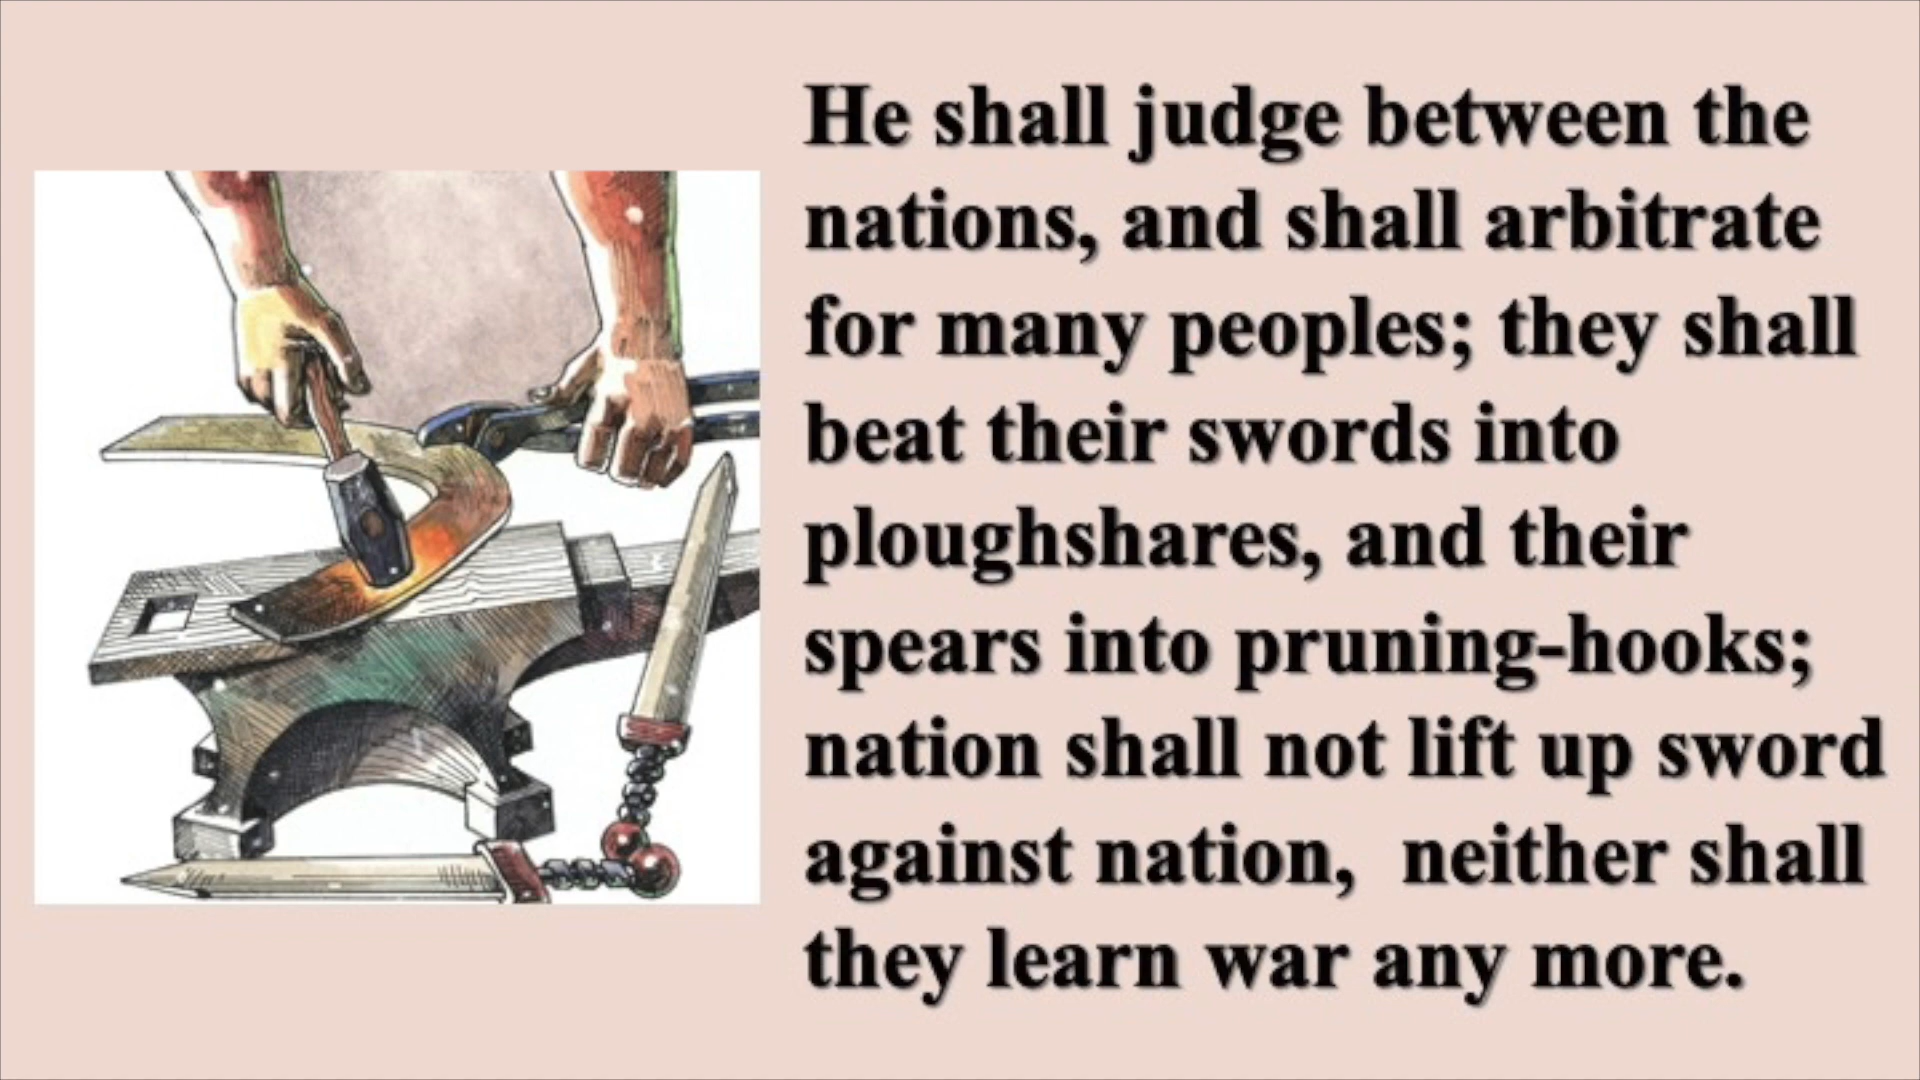 He shall judge between the
nations, and shall arbitrate
for many peoples; they shall
beat their swords into
ploughshares, and their
spears into pruning-hooks;
nation shall not lift up sword
against nation,  neither shall
they learn war any more.